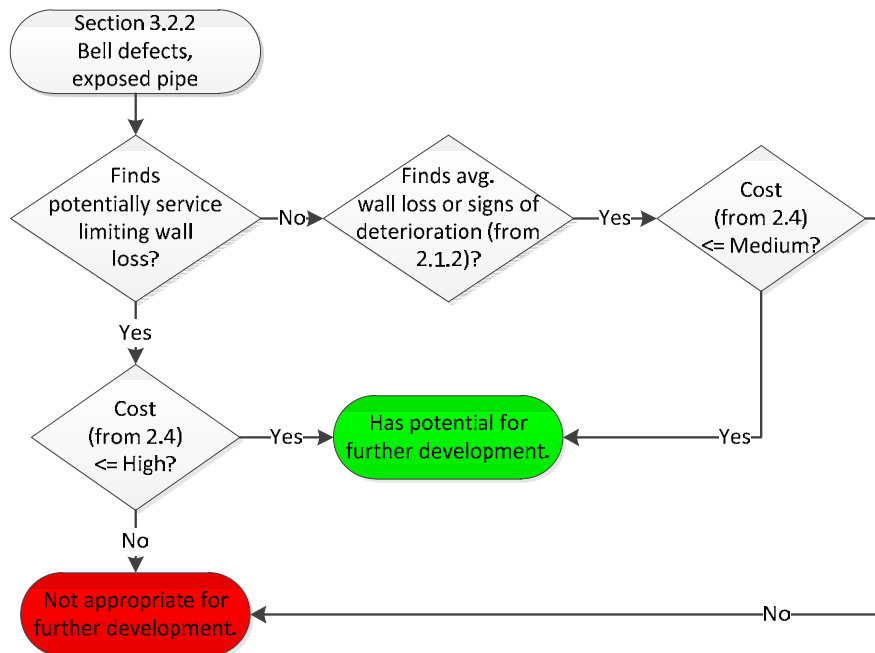 Section 3.2.2
Bell defects,
exposed pipe
Finds
potentially service
limiting wall
loss?
No
Finds avg.
wall loss or signs of
deterioration (from
2.1.2)?
Yes
Cost
(from 2.4)
<= Medium?
Yes
Cost
(from 2.4)
<= High?
Yes
Has potential for
further development.
Yes
No
Not appropriate for
further development.
No